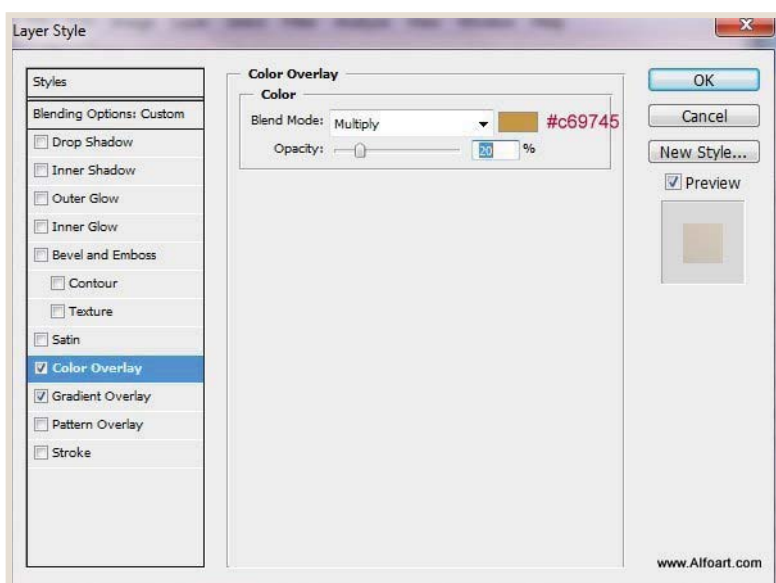 Layer Style
Styles
Blending Options: Custom
Drop Shadow
Inner Shadow
Outer Glow
Inner Glow
Bevel and Emboss
Contour
Texture
Satin
Color Overlay
Gradient Overlay
Pattern Overlay
Stroke
Color Overlay
Color
Blend Mode: Multiply #c69745
Opacity: 20 %
OK
Cancel
New Style...
Preview
www.Alfoart.com